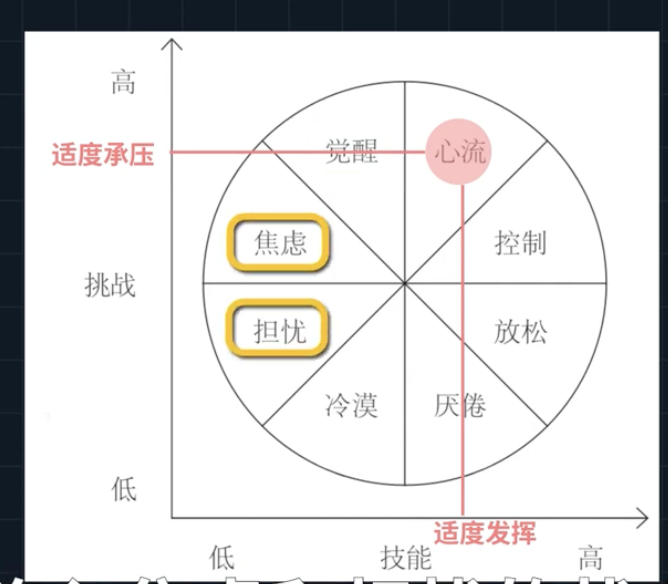 高
适度承压
觉醒
心流
焦虑
控制
挑战
担忧
放松
冷漠
厌倦
低
适度发挥
低
技能
高